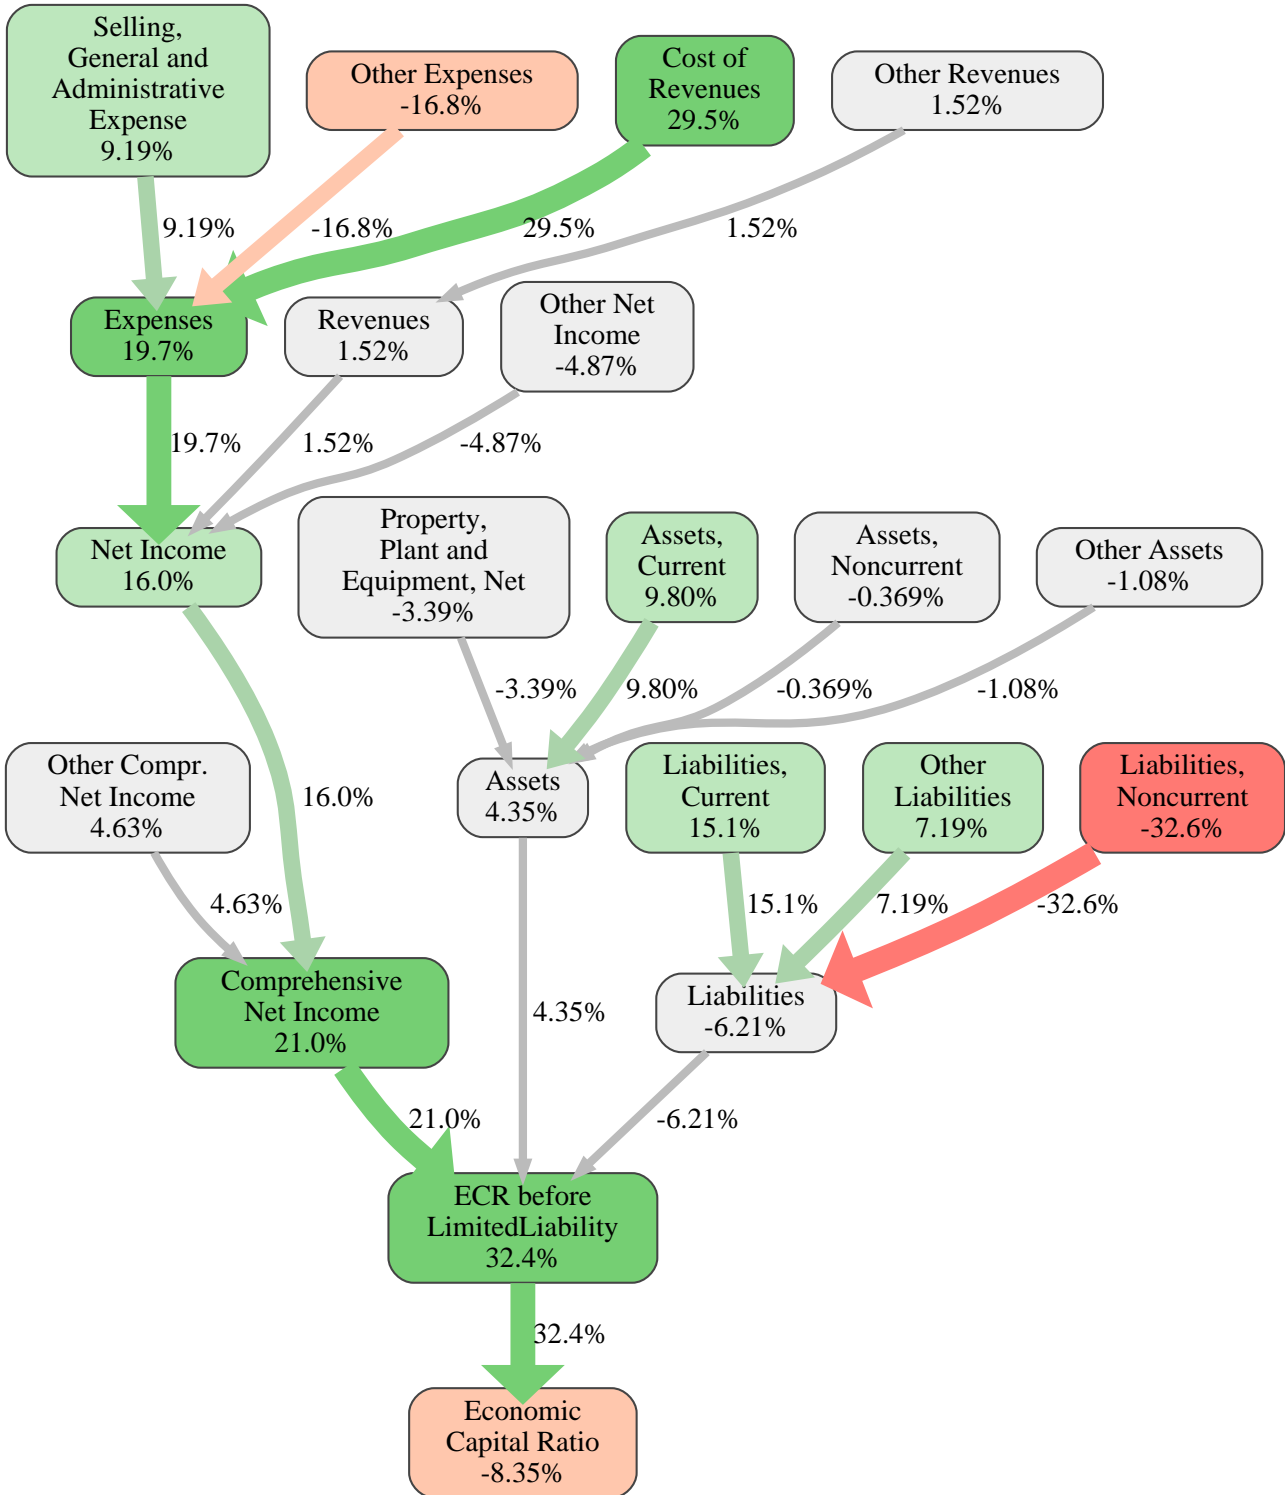 Selling,
General and
Administrative
Expense
9.19%
Other Expenses
-16.8%
Cost of
Revenues
29.5%
Other Revenues
1.52%
9.19%
-16.8%
29.5%
1.52%
Expenses
19.7%
Revenues
1.52%
Other Net
Income
-4.87%
19.7%
1.52%
-4.87%
Net Income
16.0%
Property,
Plant and
Equipment, Net
-3.39%
Assets,
Current
9.80%
Assets,
Noncurrent
-0.369%
Other Assets
-1.08%
-3.39%
9.80%
-0.369%
-1.08%
Other Compr.
Net Income
4.63%
16.0%
Assets
4.35%
Liabilities,
Current
15.1%
Other
Liabilities
7.19%
Liabilities,
Noncurrent
-32.6%
4.63%
15.1%
7.19%
-32.6%
Comprehensive
Net Income
21.0%
4.35%
Liabilities
-6.21%
21.0%
-6.21%
ECR before
LimitedLiability
32.4%
32.4%
Economic
Capital Ratio
-8.35%